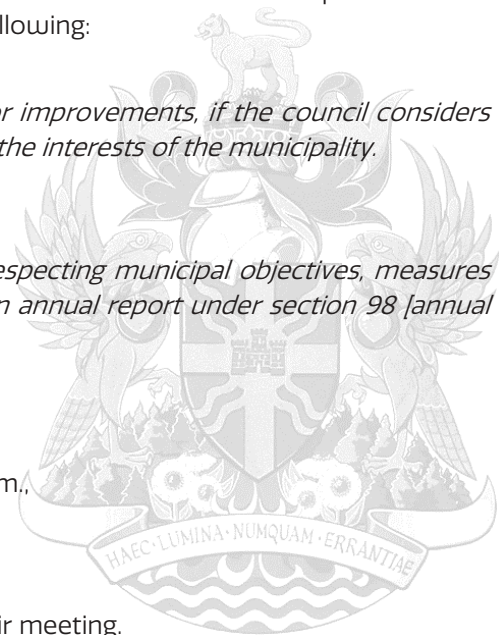 llowing:
or improvements, if the council considers
the interests of the municipality.
especting municipal objectives, measures
n annual report under section 98 [annual
m.,
HAEC·LUMINA·NUMQUAM·ERRANTIAE
ir meeting.